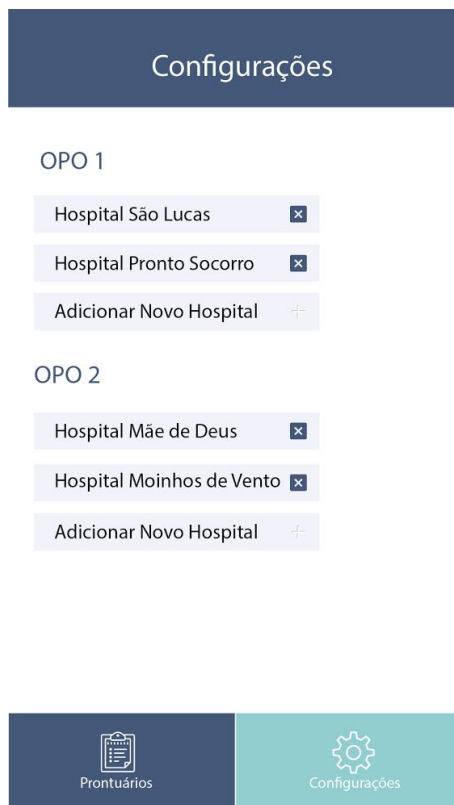 Configurações
OPO 1
Hospital São Lucas
Hospital Pronto Socorro
Adicionar Novo Hospital
OPO 2
Hospital Mãe de Deus
Hospital Moinhos de Vento
Adicionar Novo Hospital
Prontuários
Configurações